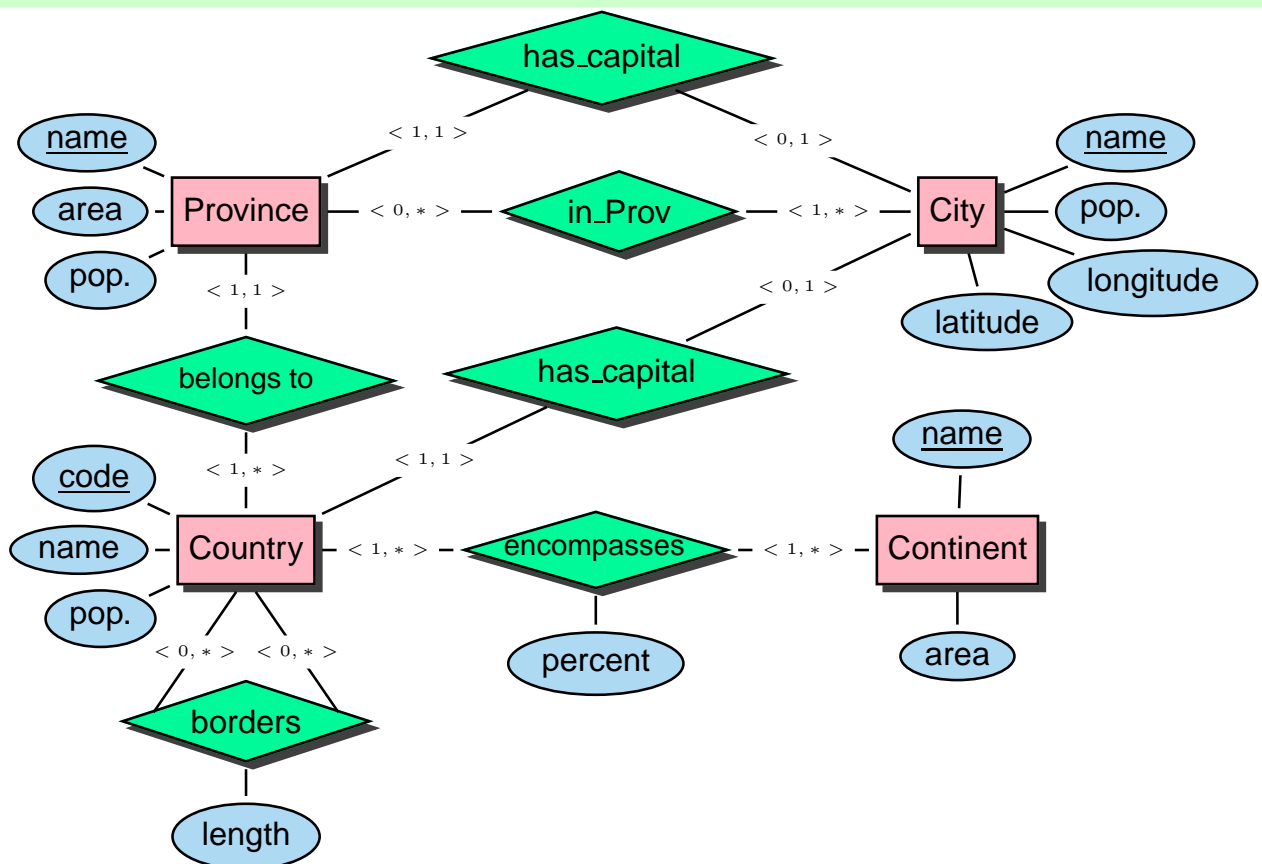 has_capital
< 1, 1 >
< 0, 1 >
name
name
area
Province
< 0, * >
in_Prov
< 1, * >
City
pop.
pop.
longitude
< 1, 1 >
< 0, 1 >
latitude
belongs to
has_capital
name
< 1, * >
< 1, 1 >
code
name
Country
< 1, * >
encompasses
< 1, * >
Continent
pop.
< 0, * >
< 0, * >
percent
area
borders
length